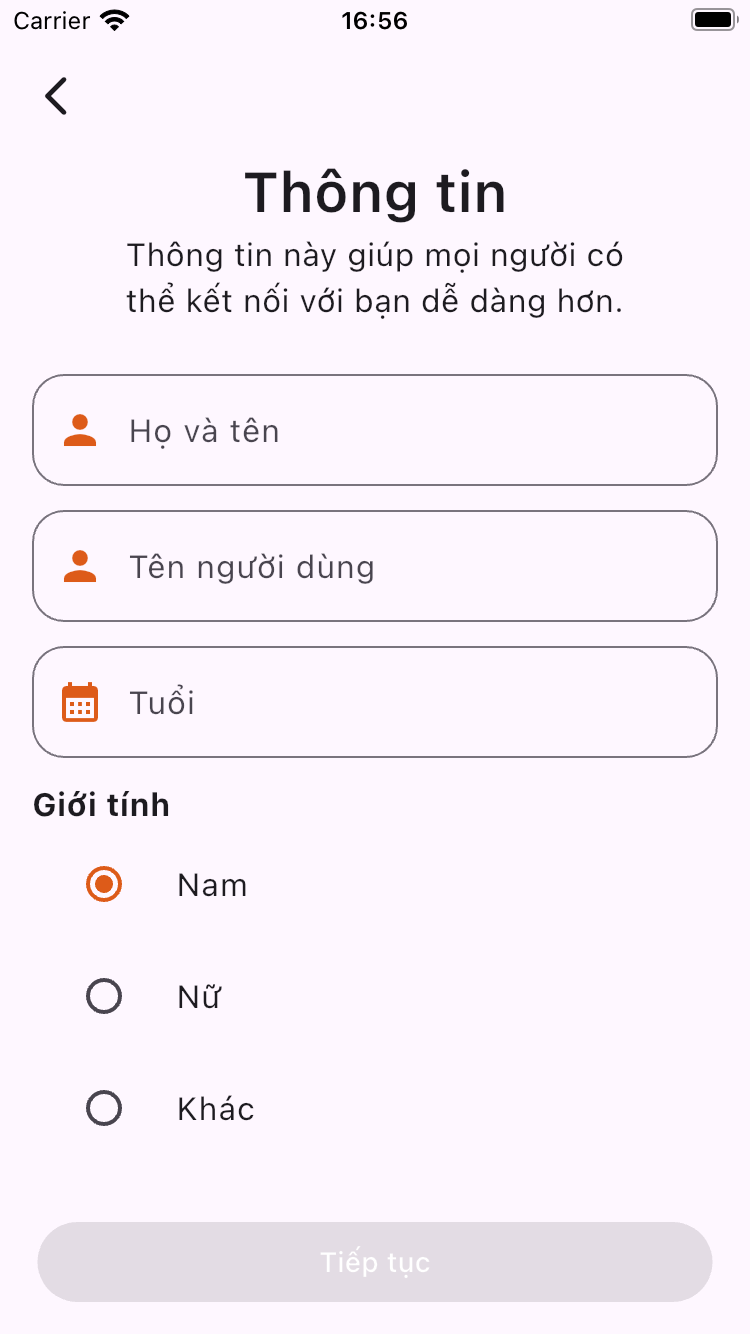 Carrier 16:56
Thông tin
Thông tin này giúp mọi người có
thể kết nối với bạn dễ dàng hơn.
Họ và tên
Tên người dùng
Tuổi
Giới tính
Nam
Nữ
Khác
Tiếp tục